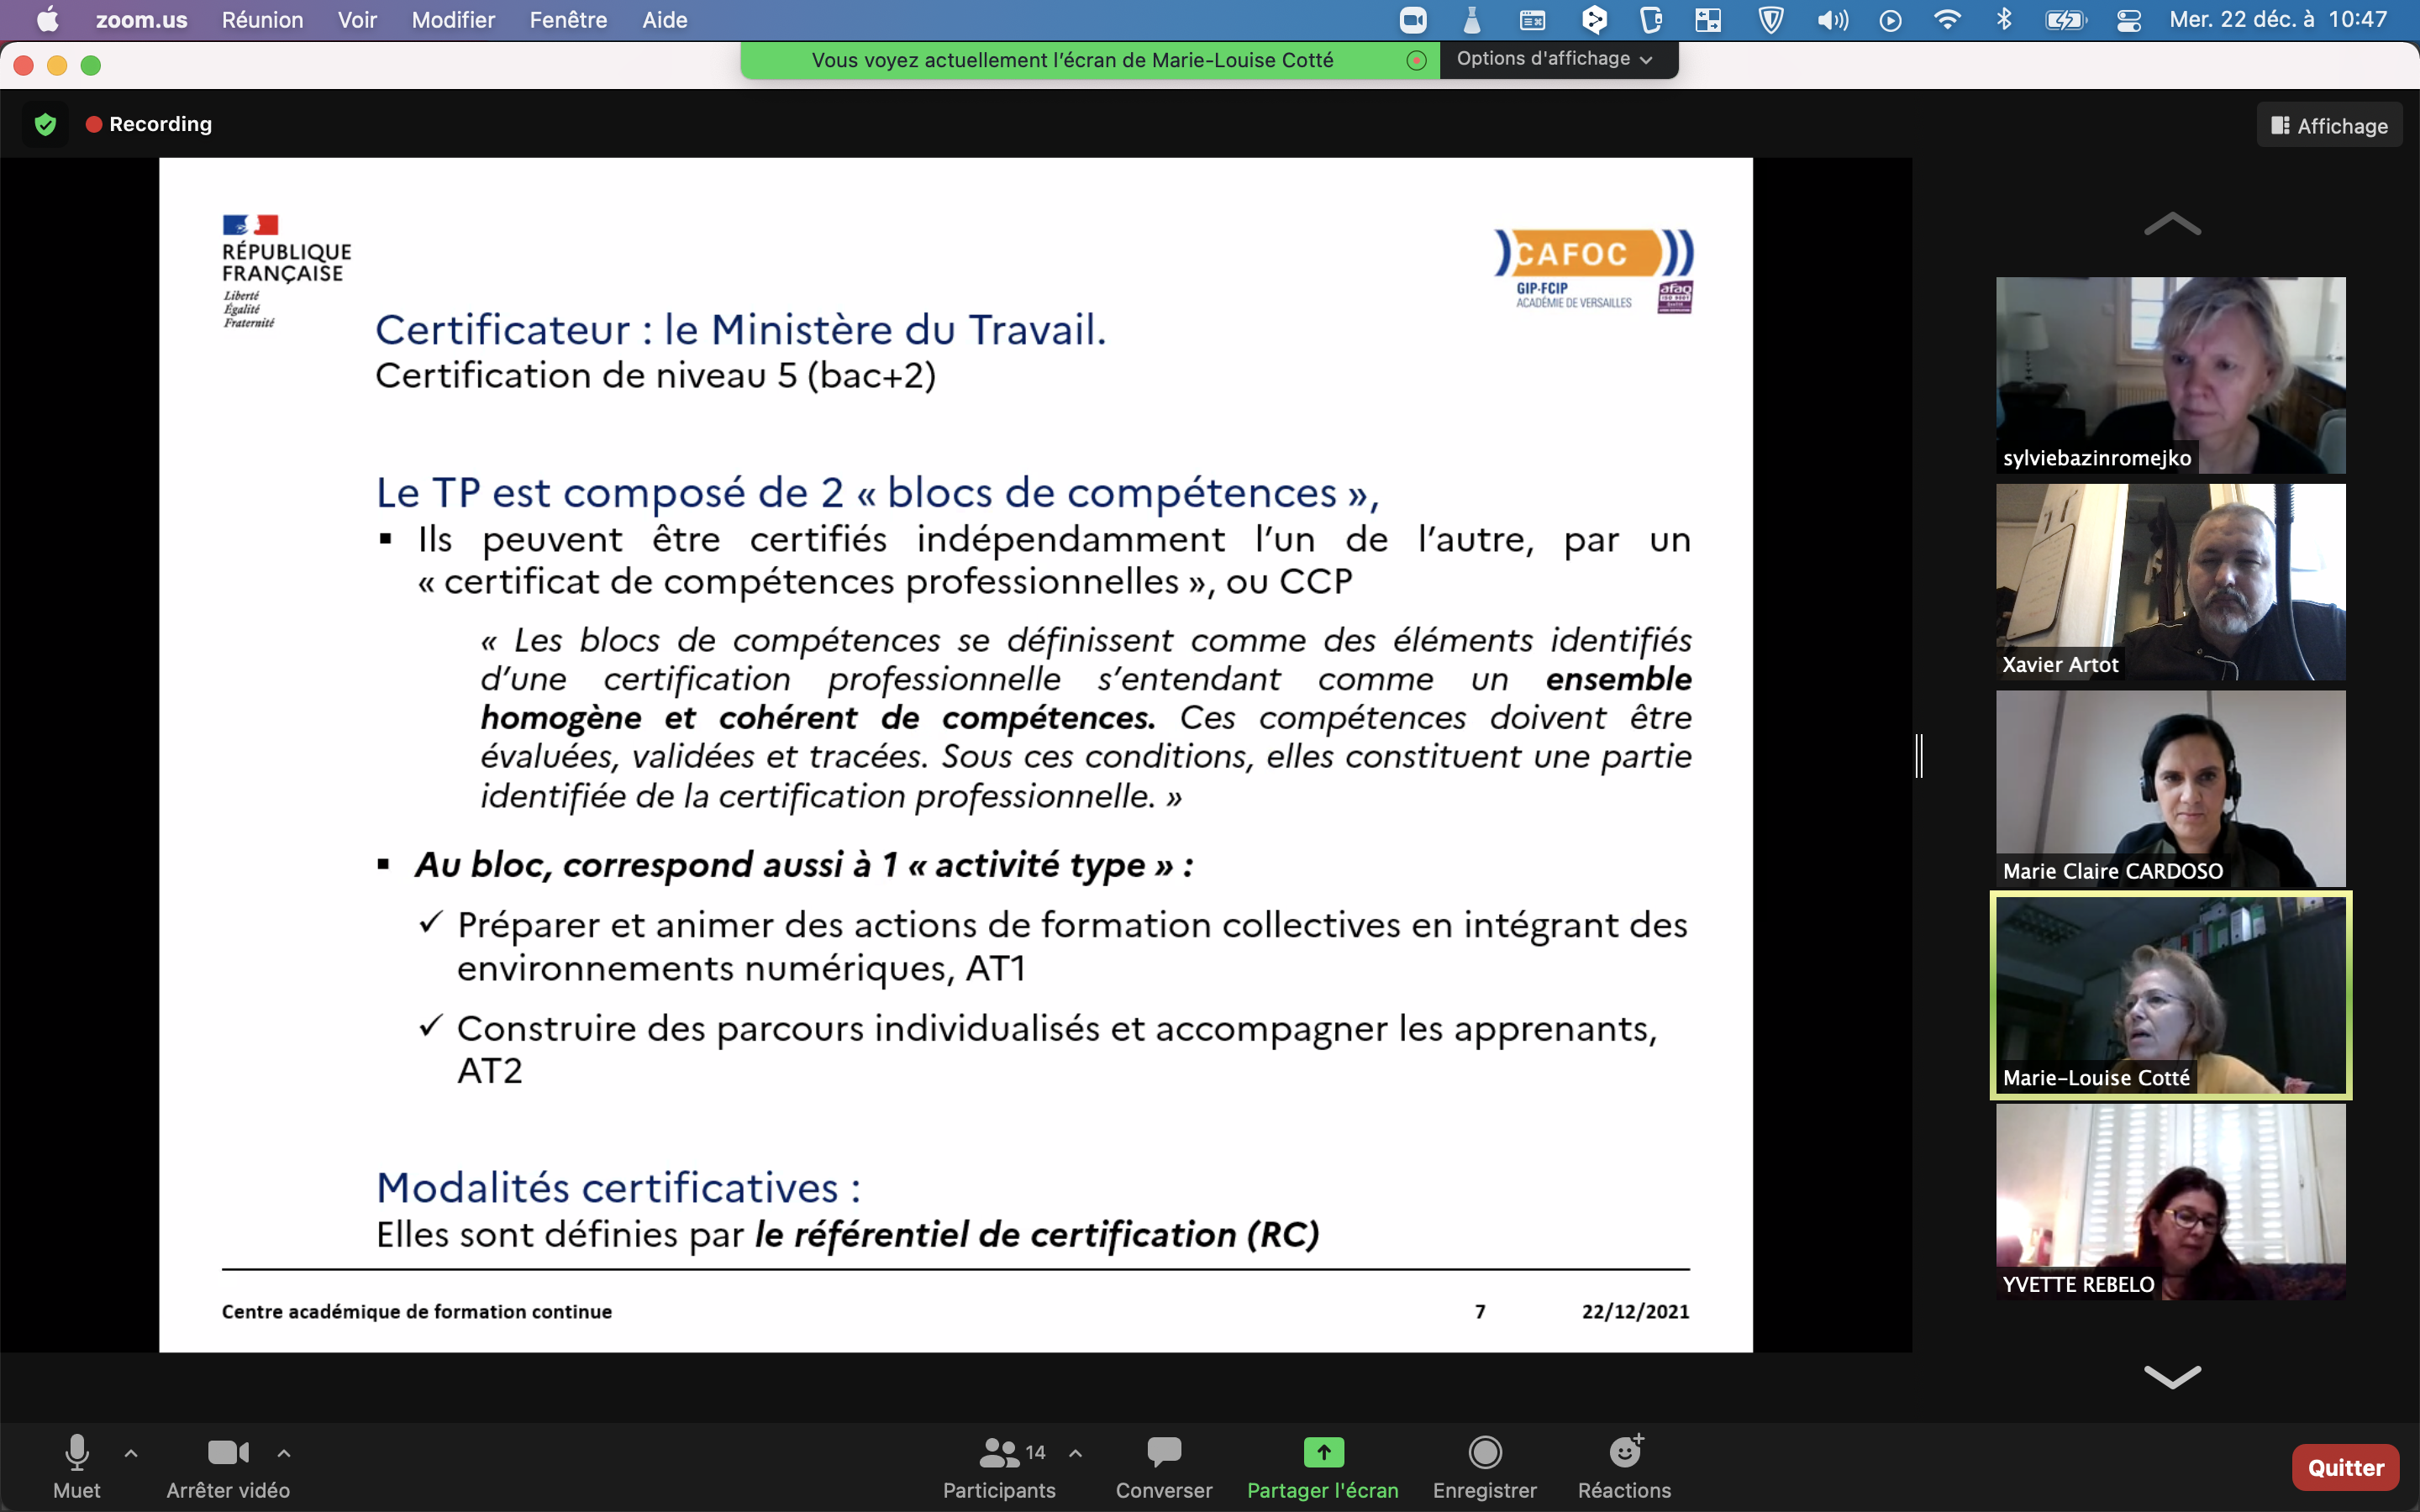 zoom.us Réunion Voir Modifier Fenêtre Aide
Mer. 22 déc. à 10:47
Vous voyez actuellement l'écran de Marie-Louise Cotté
Options d'affichage
Recording
Affichage
RÉPUBLIQUE
FRANÇAISE
Liberté
Égalité
Fraternité
CAFOC
GIP-FCIP
ACADÉMIE DE VERSAILLES
afaq
ISO 9001
Certificateur : le Ministère du Travail.
Certification de niveau 5 (bac+2)
Le TP est composé de 2 « blocs de compétences »,
▪ Ils peuvent être certifiés indépendamment l'un de l'autre, par un
« certificat de compétences professionnelles », ou CCP
« Les blocs de compétences se définissent comme des éléments identifiés
d'une certification professionnelle s'entendant comme un ensemble
homogène et cohérent de compétences. Ces compétences doivent être
évaluées, validées et tracées. Sous ces conditions, elles constituent une partie
identifiée de la certification professionnelle. »
▪ Au bloc, correspond aussi à 1 « activité type » :
✓ Préparer et animer des actions de formation collectives en intégrant des
environnements numériques, AT1
✓ Construire des parcours individualisés et accompagner les apprenants,
AT2
Modalités certificatives :
Elles sont définies par le référentiel de certification (RC)
Centre académique de formation continue
7
22/12/2021
sylviebazinromejko
Xavier Artot
Marie Claire CARDOSO
Marie-Louise Cotté
YVETTE REBELO
Muet
Arrêter vidéo
14
Participants
Converser
Partager l'écran
Enregistrer
Réactions
Quitter